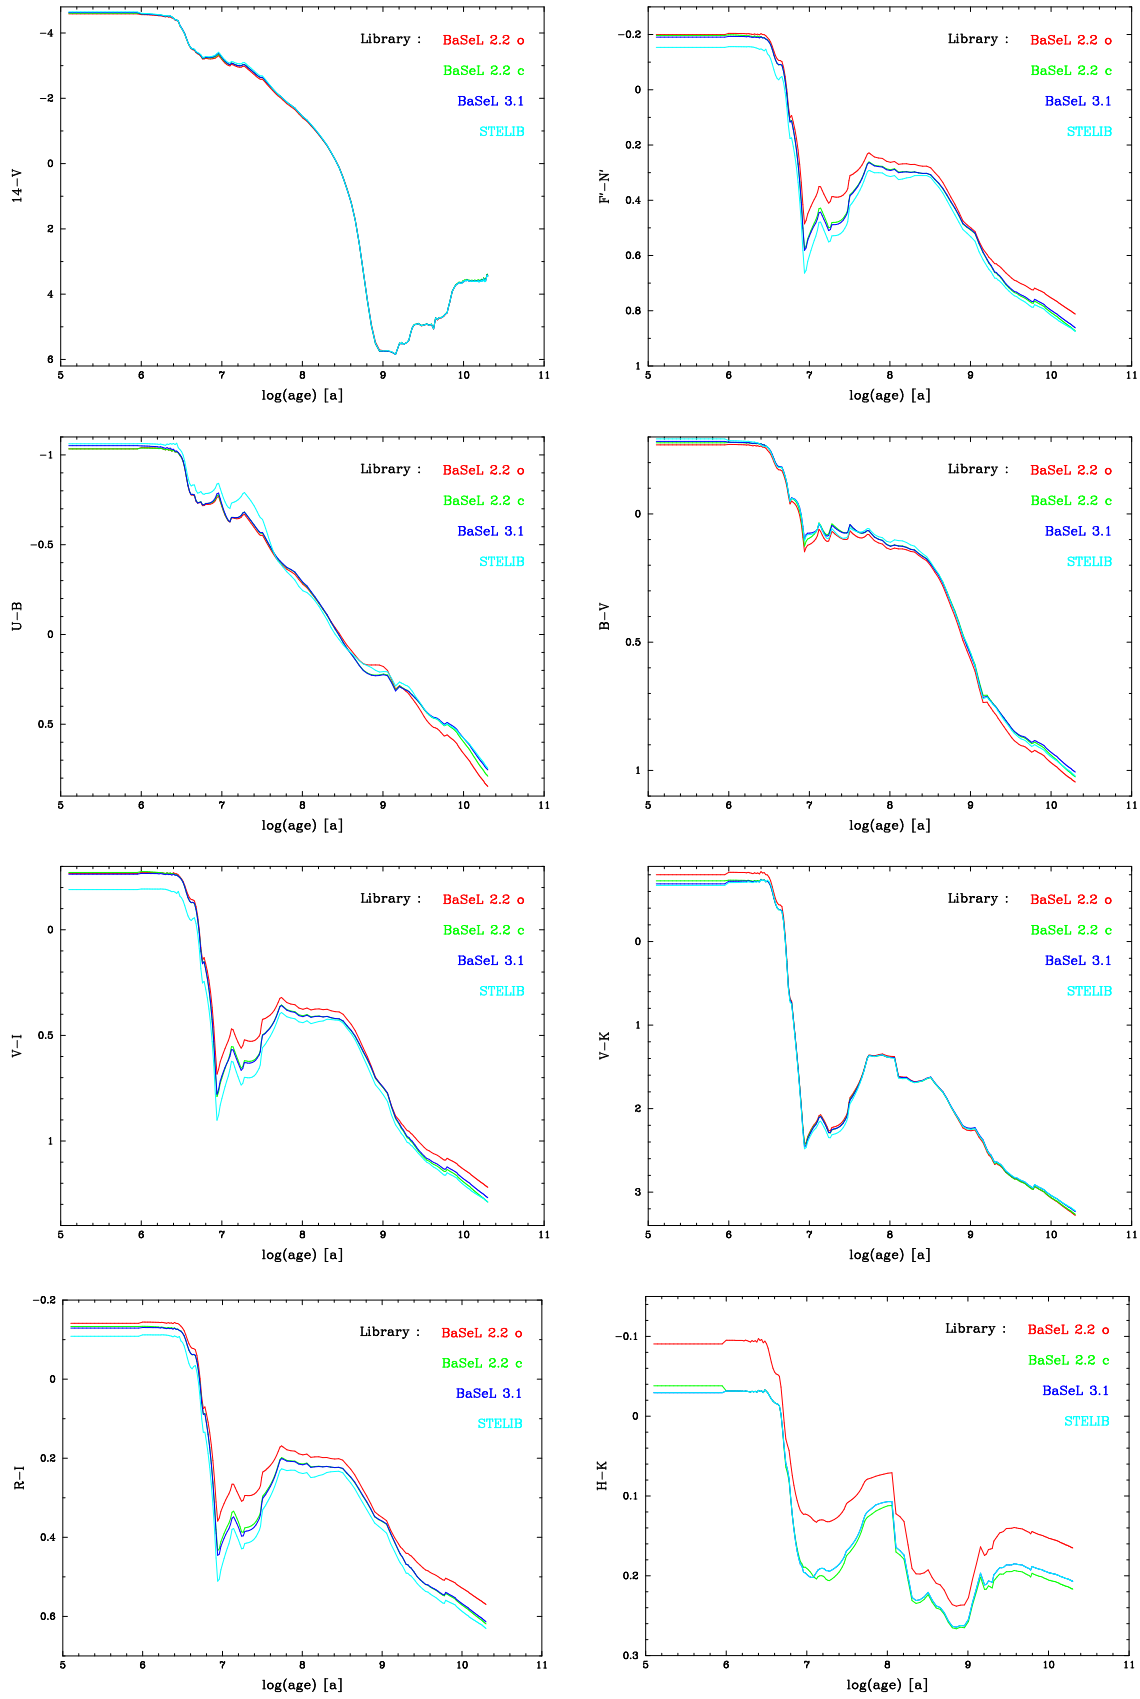 -4
-2
0
2
4
6
14-V
5 6 7 8 9 10 11
log(age) [a]
Library : BaSeL 2.2 o
BaSeL 2.2 c
BaSeL 3.1
STELIB
-0.2
0
0.2
0.4
0.6
0.8
1
F'-N'
5 6 7 8 9 10 11
log(age) [a]
Library : BaSeL 2.2 o
BaSeL 2.2 c
BaSeL 3.1
STELIB
-1
-0.5
0
0.5
U-B
5 6 7 8 9 10 11
log(age) [a]
Library : BaSeL 2.2 o
BaSeL 2.2 c
BaSeL 3.1
STELIB
0
0.5
1
B-V
5 6 7 8 9 10 11
log(age) [a]
Library : BaSeL 2.2 o
BaSeL 2.2 c
BaSeL 3.1
STELIB
0
0.5
1
V-I
5 6 7 8 9 10 11
log(age) [a]
Library : BaSeL 2.2 o
BaSeL 2.2 c
BaSeL 3.1
STELIB
0
1
2
3
V-K
5 6 7 8 9 10 11
log(age) [a]
Library : BaSeL 2.2 o
BaSeL 2.2 c
BaSeL 3.1
STELIB
-0.2
0
0.2
0.4
0.6
R-I
5 6 7 8 9 10 11
log(age) [a]
Library : BaSeL 2.2 o
BaSeL 2.2 c
BaSeL 3.1
STELIB
-0.1
0
0.1
0.2
0.3
H-K
5 6 7 8 9 10 11
log(age) [a]
Library : BaSeL 2.2 o
BaSeL 2.2 c
BaSeL 3.1
STELIB